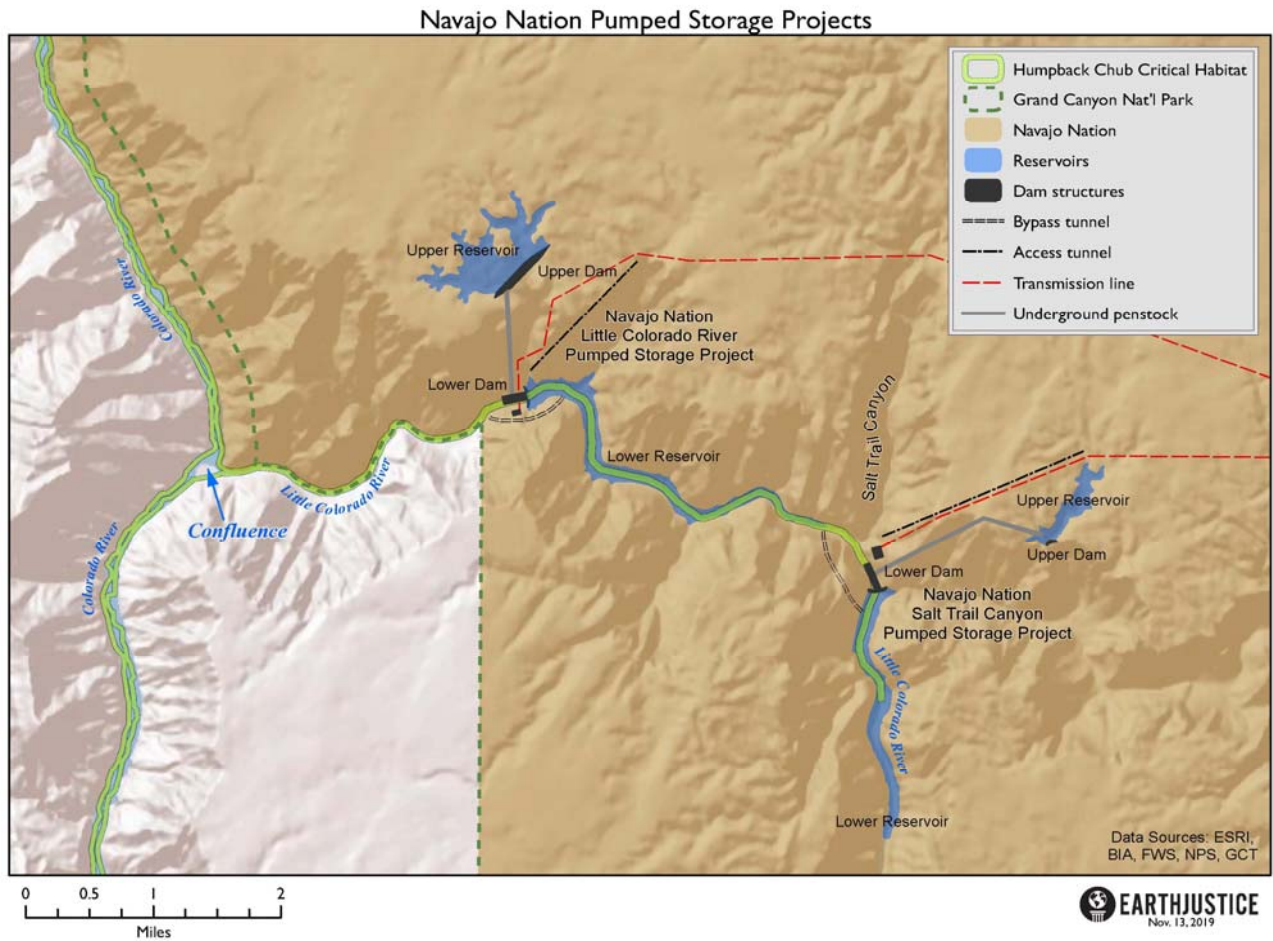 Navajo Nation Pumped Storage Projects
Humpback Chub Critical Habitat
Grand Canyon Nat'l Park
Navajo Nation
Reservoirs
Dam structures
Bypass tunnel
Access tunnel
Transmission line
Underground penstock
Colorado River
Upper Reservoir
Upper Dam
Navajo Nation
Little Colorado River
Pumped Storage Project
Lower Dam
Salt Trail Canyon
Lower Reservoir
Little Colorado River
Confluence
Colorado River
Upper Reservoir
Upper Dam
Lower Dam
Navajo Nation
Salt Trail Canyon
Pumped Storage Project
Little Colorado River
Lower Reservoir
Data Sources: ESRI,
BIA, FWS, NPS, GCT
0 0.5 1 2
Miles
EARTHJUSTICE
Nov. 13, 2019